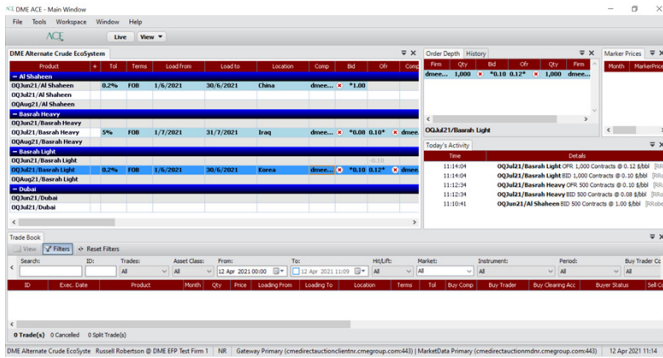 DME ACE - Main Window
File Tools Workspace Window Help
ACE Live View
DME Alternate Crude EcoSystem
Product + Tol Terms Load from Load to Location Comp Bid Ofr Comp
Al Shaheen
OQJun21/Al Shaheen 0.2% FOB 1/6/2021 30/6/2021 China dmee... *1.00
OQJul21/Al Shaheen
OQAug21/Al Shaheen
Basrah Heavy
OQJun21/Basrah Heavy
OQJul21/Basrah Heavy 5% FOB 1/7/2021 31/7/2021 Iraq dmee... *0.08 0.10* dmee
OQAug21/Basrah Heavy
Basrah Light
OQJun21/Basrah Light 0.10
OQJul21/Basrah Light 0.2% FOB 1/6/2021 30/6/2021 Korea dmee... *0.10 0.12* dmee
OQAug21/Basrah Light
Dubai
OQJun21/Dubai
OQJul21/Dubai
Order Depth History
Firm Qty Bid Ofr Qty Firm
dmee... 1,000 *0.10 0.12* 1,000 dmee...
OQJul21/Basrah Light
Marker Prices
Month MarkerPrice
Today's Activity
Time Details
11:14:04 OQJul21/Basrah Light OFR 1,000 Contracts @ 0.12 $/bbl
11:14:04 OQJul21/Basrah Light BID 1,000 Contracts @ 0.10 $/bbl
11:12:34 OQJul21/Basrah Heavy OFR 500 Contracts @ 0.10 $/bbl
11:12:34 OQJul21/Basrah Heavy BID 500 Contracts @ 0.08 $/bbl
11:10:41 OQJun21/Al Shaheen BID 500 Contracts @ 1.00 $/bbl
Trade Book
View Filters Reset Filters
Search: ID: Trades: Asset Class: From: To: Hit/Lift: Market: Instrument: Period: Buy Trader Co
All All 12 Apr 2021 00:00 12 Apr 2021 11:09 All All All All All
ID Exec. Date Product Month Qty Price Loading From Loading To Location Terms Tol Buy Comp Buy Trader Buy Clearing Acc Buyer Status Sell C
0 Trade(s) 0 Cancelled 0 Split Trade(s)
DME Alternate Crude EcoSyste Russell Robertson @ DME EFP Test Firm 1 NR Gateway Primary (cmedirectauctionclientnr.cmegroup.com:443) | MarketData Primary (cmedirectauctionmdnr.cmegroup.com:443) 12 Apr 2021 11:14